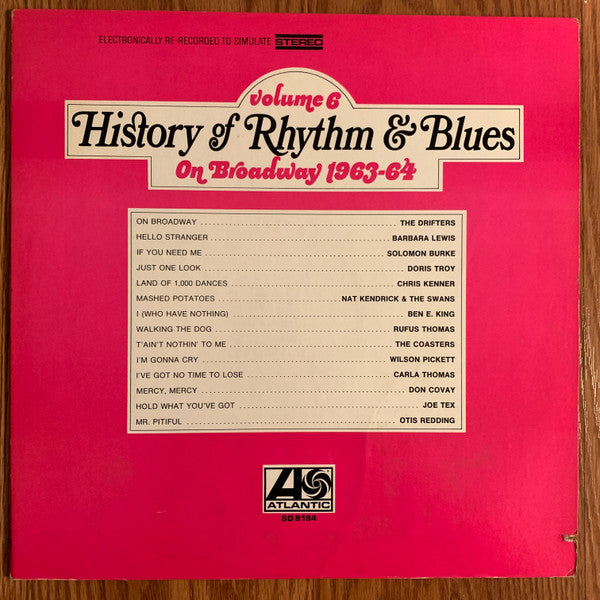 ELECTRONICALLY RE-RECORDED TO SIMULATE STEREO
volume 6
History of Rhythm & Blues
On Broadway 1963-64
ON BROADWAY THE DRIFTERS
HELLO STRANGER BARBARA LEWIS
IF YOU NEED ME SOLOMON BURKE
JUST ONE LOOK DORIS TROY
LAND OF 1,000 DANCES CHRIS KENNER
MASHED POTATOES NAT KENDRICK & THE SWANS
I (WHO HAVE NOTHING) BEN E. KING
WALKING THE DOG RUFUS THOMAS
T'AIN'T NOTHIN' TO ME THE COASTERS
I'M GONNA CRY WILSON PICKETT
I'VE GOT NO TIME TO LOSE CARLA THOMAS
MERCY, MERCY DON COVAY
HOLD WHAT YOU'VE GOT JOE TEX
MR. PITIFUL OTIS REDDING
ATLANTIC
SD 8194